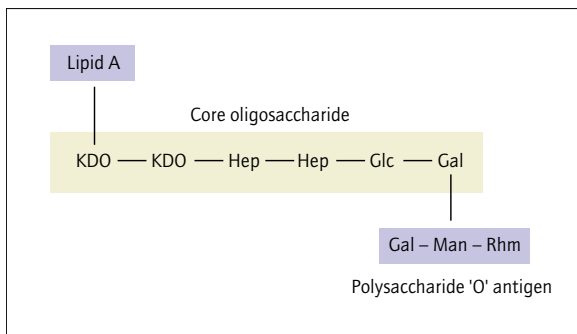 Lipid A
Core oligosaccharide
KDO — KDO — Hep — Hep — Glc — Gal
Gal – Man – Rhm
Polysaccharide 'O' antigen